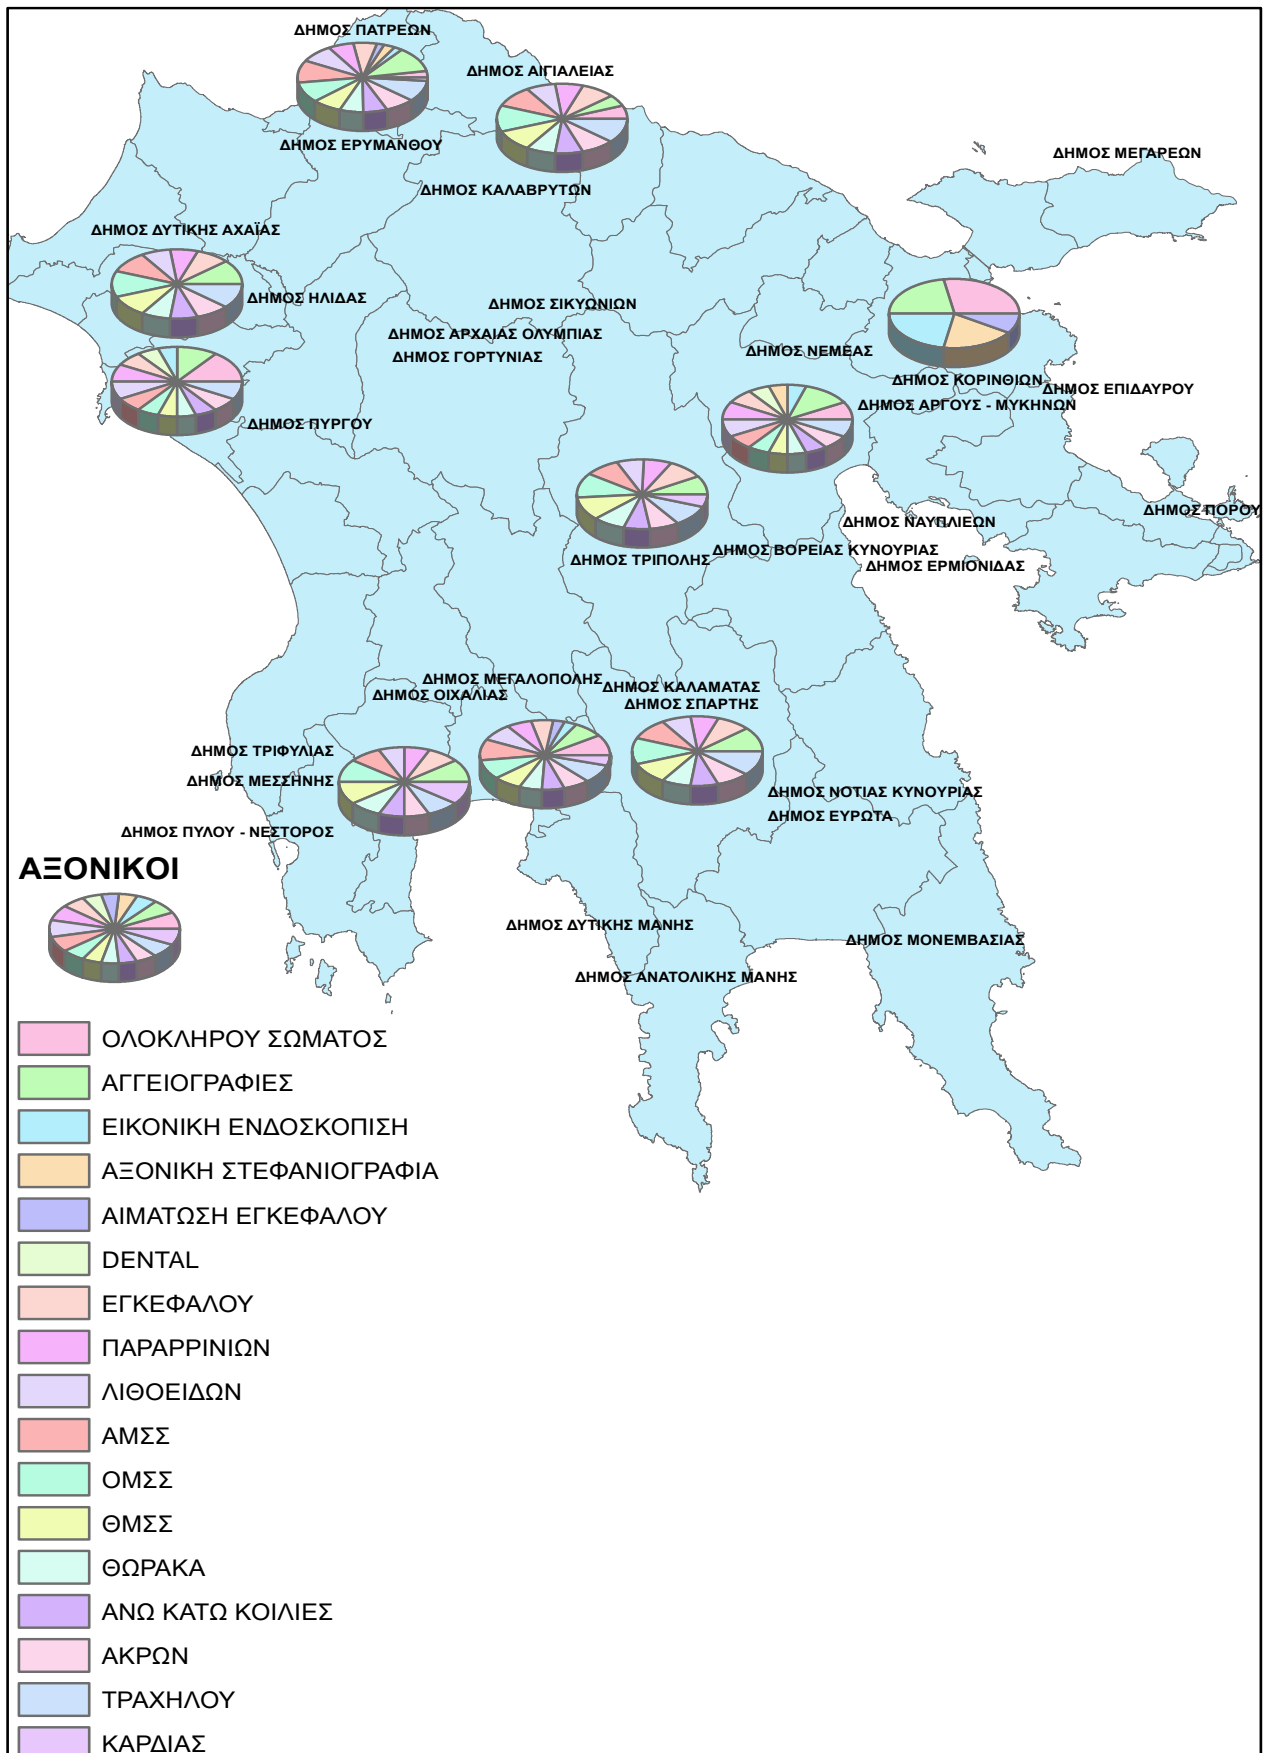 ΔΗΜΟΣ ΠΑΤΡΕΩΝ
ΔΗΜΟΣ ΑΙΓΙΑΛΕΙΑΣ
ΔΗΜΟΣ ΕΡΥΜΑΝΘΟΥ
ΔΗΜΟΣ ΜΕΓΑΡΕΩΝ
ΔΗΜΟΣ ΚΑΛΑΒΡΥΤΩΝ
ΔΗΜΟΣ ΔΥΤΙΚΗΣ ΑΧΑΪΑΣ
ΔΗΜΟΣ ΗΛΙΔΑΣ
ΔΗΜΟΣ ΣΙΚΥΩΝΙΩΝ
ΔΗΜΟΣ ΑΡΧΑΙΑΣ ΟΛΥΜΠΙΑΣ
ΔΗΜΟΣ ΓΟΡΤΥΝΙΑΣ
ΔΗΜΟΣ ΝΕΜΕΑΣ
ΔΗΜΟΣ ΚΟΡΙΝΘΙΩΝ
ΔΗΜΟΣ ΕΠΙΔΑΥΡΟΥ
ΔΗΜΟΣ ΑΡΓΟΥΣ - ΜΥΚΗΝΩΝ
ΔΗΜΟΣ ΠΥΡΓΟΥ
ΔΗΜΟΣ ΠΟΡΟΥ
ΔΗΜΟΣ ΝΑΥΠΛΙΕΩΝ
ΔΗΜΟΣ ΒΟΡΕΙΑΣ ΚΥΝΟΥΡΙΑΣ
ΔΗΜΟΣ ΤΡΙΠΟΛΗΣ
ΔΗΜΟΣ ΕΡΜΙΟΝΙΔΑΣ
ΔΗΜΟΣ ΜΕΓΑΛΟΠΟΛΗΣ
ΔΗΜΟΣ ΚΑΛΑΜΑΤΑΣ
ΔΗΜΟΣ ΟΙΧΑΛΙΑΣ
ΔΗΜΟΣ ΣΠΑΡΤΗΣ
ΔΗΜΟΣ ΤΡΙΦΥΛΙΑΣ
ΔΗΜΟΣ ΜΕΣΣΗΝΗΣ
ΔΗΜΟΣ ΝΟΤΙΑΣ ΚΥΝΟΥΡΙΑΣ
ΔΗΜΟΣ ΕΥΡΩΤΑ
ΔΗΜΟΣ ΠΥΛΟΥ - ΝΕΣΤΟΡΟΣ
ΔΗΜΟΣ ΔΥΤΙΚΗΣ ΜΑΝΗΣ
ΔΗΜΟΣ ΜΟΝΕΜΒΑΣΙΑΣ
ΔΗΜΟΣ ΑΝΑΤΟΛΙΚΗΣ ΜΑΝΗΣ
ΑΞΟΝΙΚΟΙ
ΟΛΟΚΛΗΡΟΥ ΣΩΜΑΤΟΣ
ΑΓΓΕΙΟΓΡΑΦΙΕΣ
ΕΙΚΟΝΙΚΗ ΕΝΔΟΣΚΟΠΙΣΗ
ΑΞΟΝΙΚΗ ΣΤΕΦΑΝΙΟΓΡΑΦΙΑ
ΑΙΜΑΤΩΣΗ ΕΓΚΕΦΑΛΟΥ
DENTAL
ΕΓΚΕΦΑΛΟΥ
ΠΑΡΑΡΡΙΝΙΩΝ
ΛΙΘΟΕΙΔΩΝ
ΑΜΣΣ
ΟΜΣΣ
ΘΜΣΣ
ΘΩΡΑΚΑ
ΑΝΩ ΚΑΤΩ ΚΟΙΛΙΕΣ
ΑΚΡΩΝ
ΤΡΑΧΗΛΟΥ
ΚΑΡΔΙΑΣ